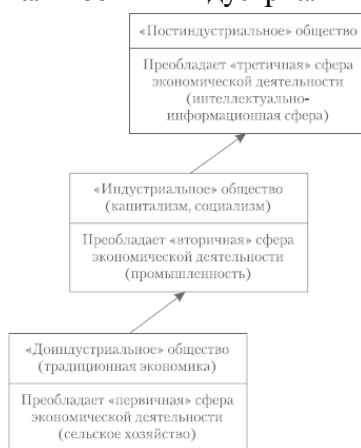 «Постиндустриальное» общество
Преобладает «третичная» сфера
экономической деятельности
(интеллектуально-
информационная сфера)
«Индустриальное» общество
(капитализм, социализм)
Преобладает «вторичная» сфера
экономической деятельности
(промышленность)
«Доиндустриальное» общество
(традиционная экономика)
Преобладает «первичная» сфера
экономической деятельности
(сельское хозяйство)